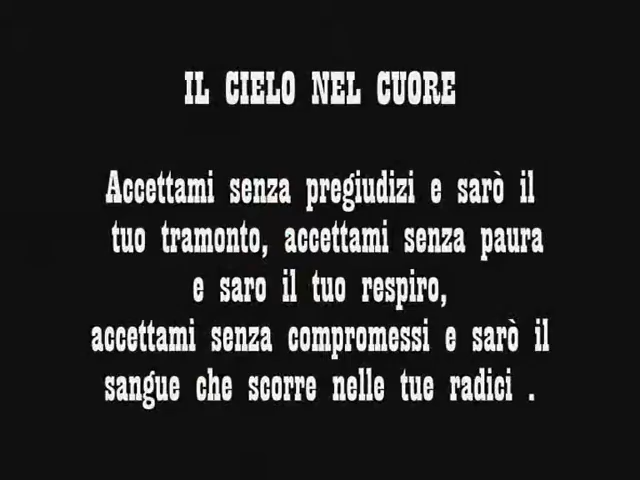 IL CIELO NEL CUORE
Accettami senza pregiudizi e sarò il
tuo tramonto, accettami senza paura
e saro il tuo respiro,
accettami senza compromessi e sarò il
sangue che scorre nelle tue radici .